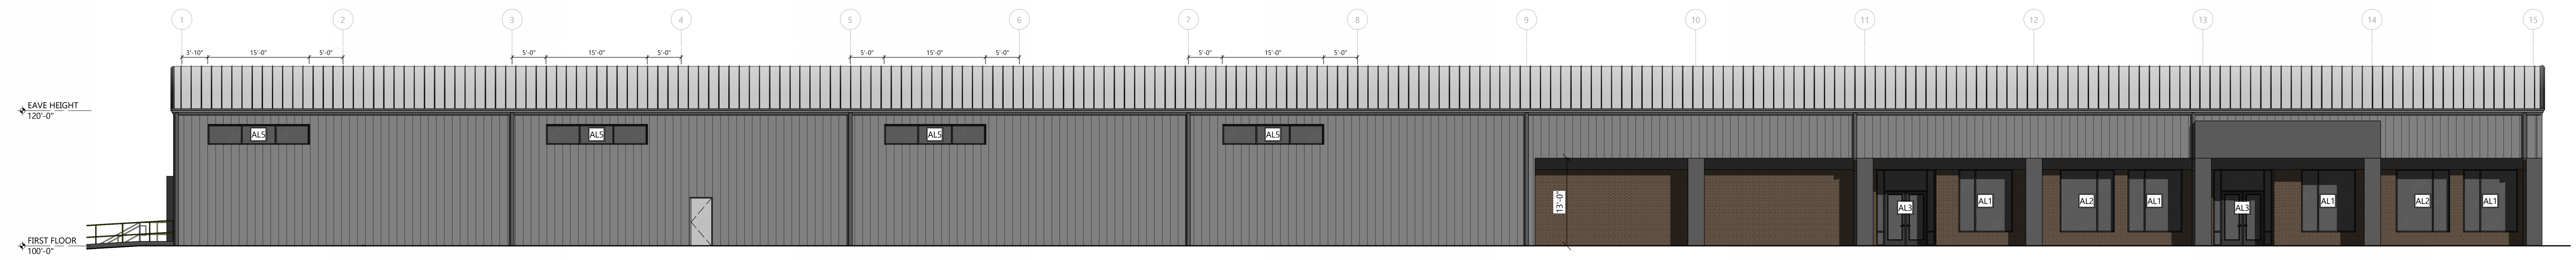 1 2 3 4 5 6 7 8 9 10 11 12 13 14 15
3'-10" 15'-0" 5'-0" 5'-0" 15'-0" 5'-0" 5'-0" 15'-0" 5'-0" 5'-0" 15'-0" 5'-0"
EAVE HEIGHT
120'-0"
AL5 AL5 AL5 AL5
13'-0"
AL3 AL1 AL2 AL1 AL3 AL1 AL2 AL1
FIRST FLOOR
100'-0"